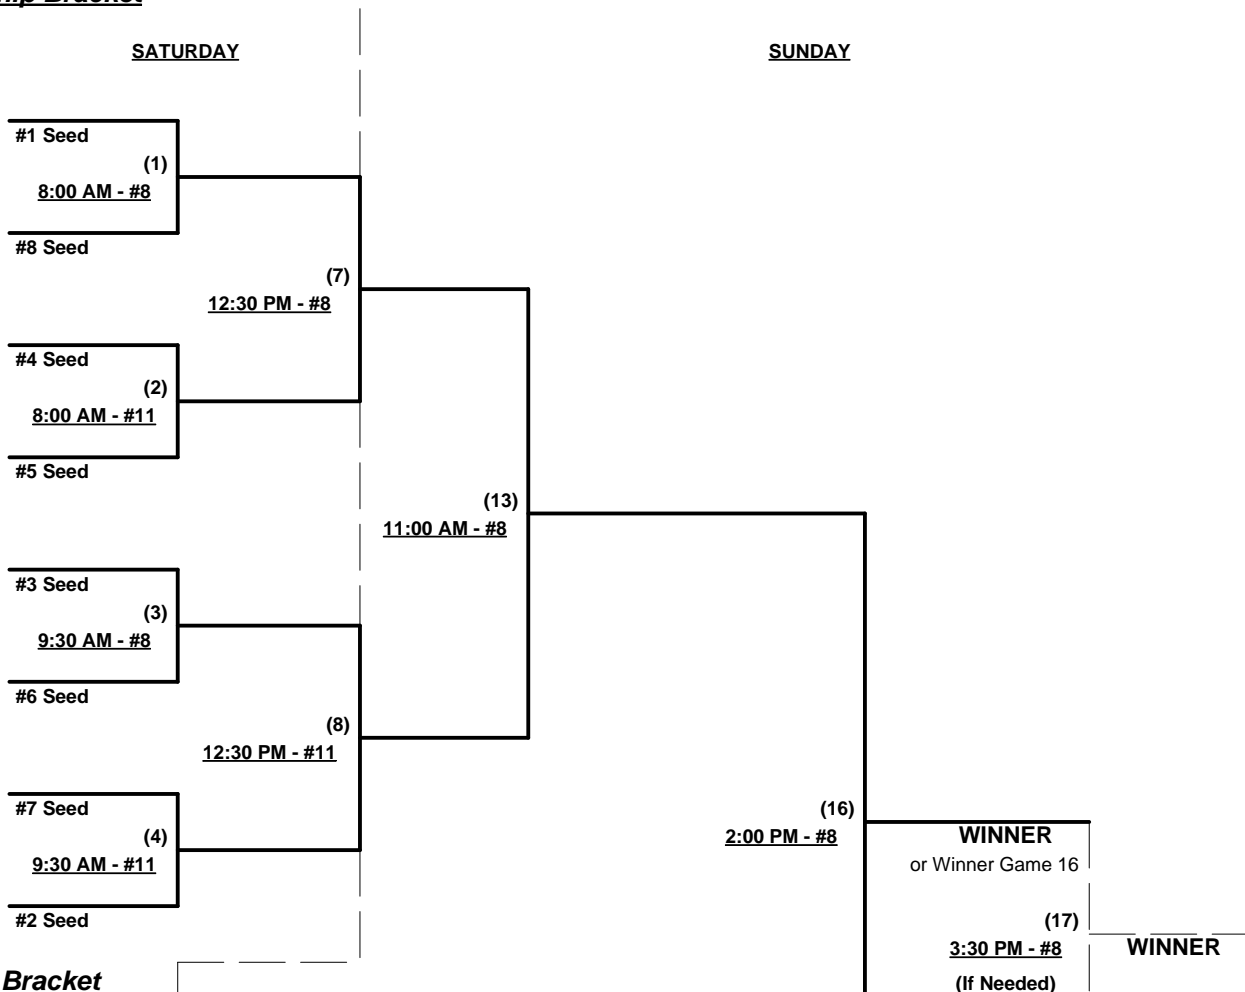 Bracket
SATURDAY
SUNDAY
#1 Seed
(1)
8:00 AM - #8
#8 Seed
(7)
12:30 PM - #8
#4 Seed
(2)
8:00 AM - #11
#5 Seed
(13)
11:00 AM - #8
#3 Seed
(3)
9:30 AM - #8
#6 Seed
(8)
12:30 PM - #11
#7 Seed
(4)
9:30 AM - #11
#2 Seed
(16)
2:00 PM - #8
WINNER
or Winner Game 16
(17)
3:30 PM - #8
(If Needed)
WINNER
Bracket